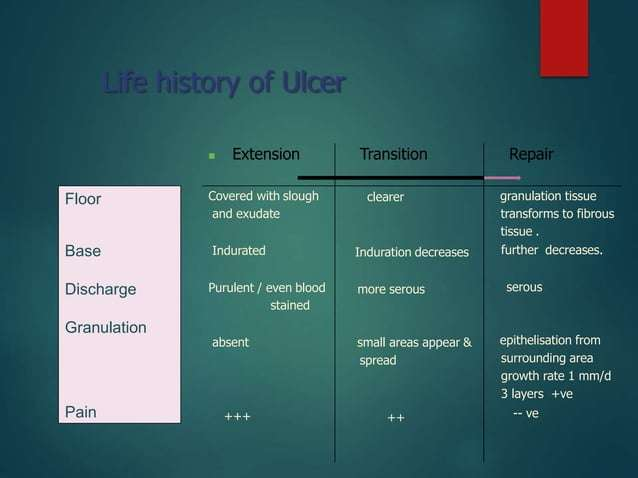 Life history of Ulcer
Extension Transition Repair
Floor Covered with slough and exudate clearer granulation tissue transforms to fibrous tissue .
Base Indurated Induration decreases further decreases.
Discharge Purulent / even blood stained more serous serous
Granulation absent small areas appear & spread epithelisation from surrounding area growth rate 1 mm/d 3 layers +ve
Pain +++ ++ -- ve